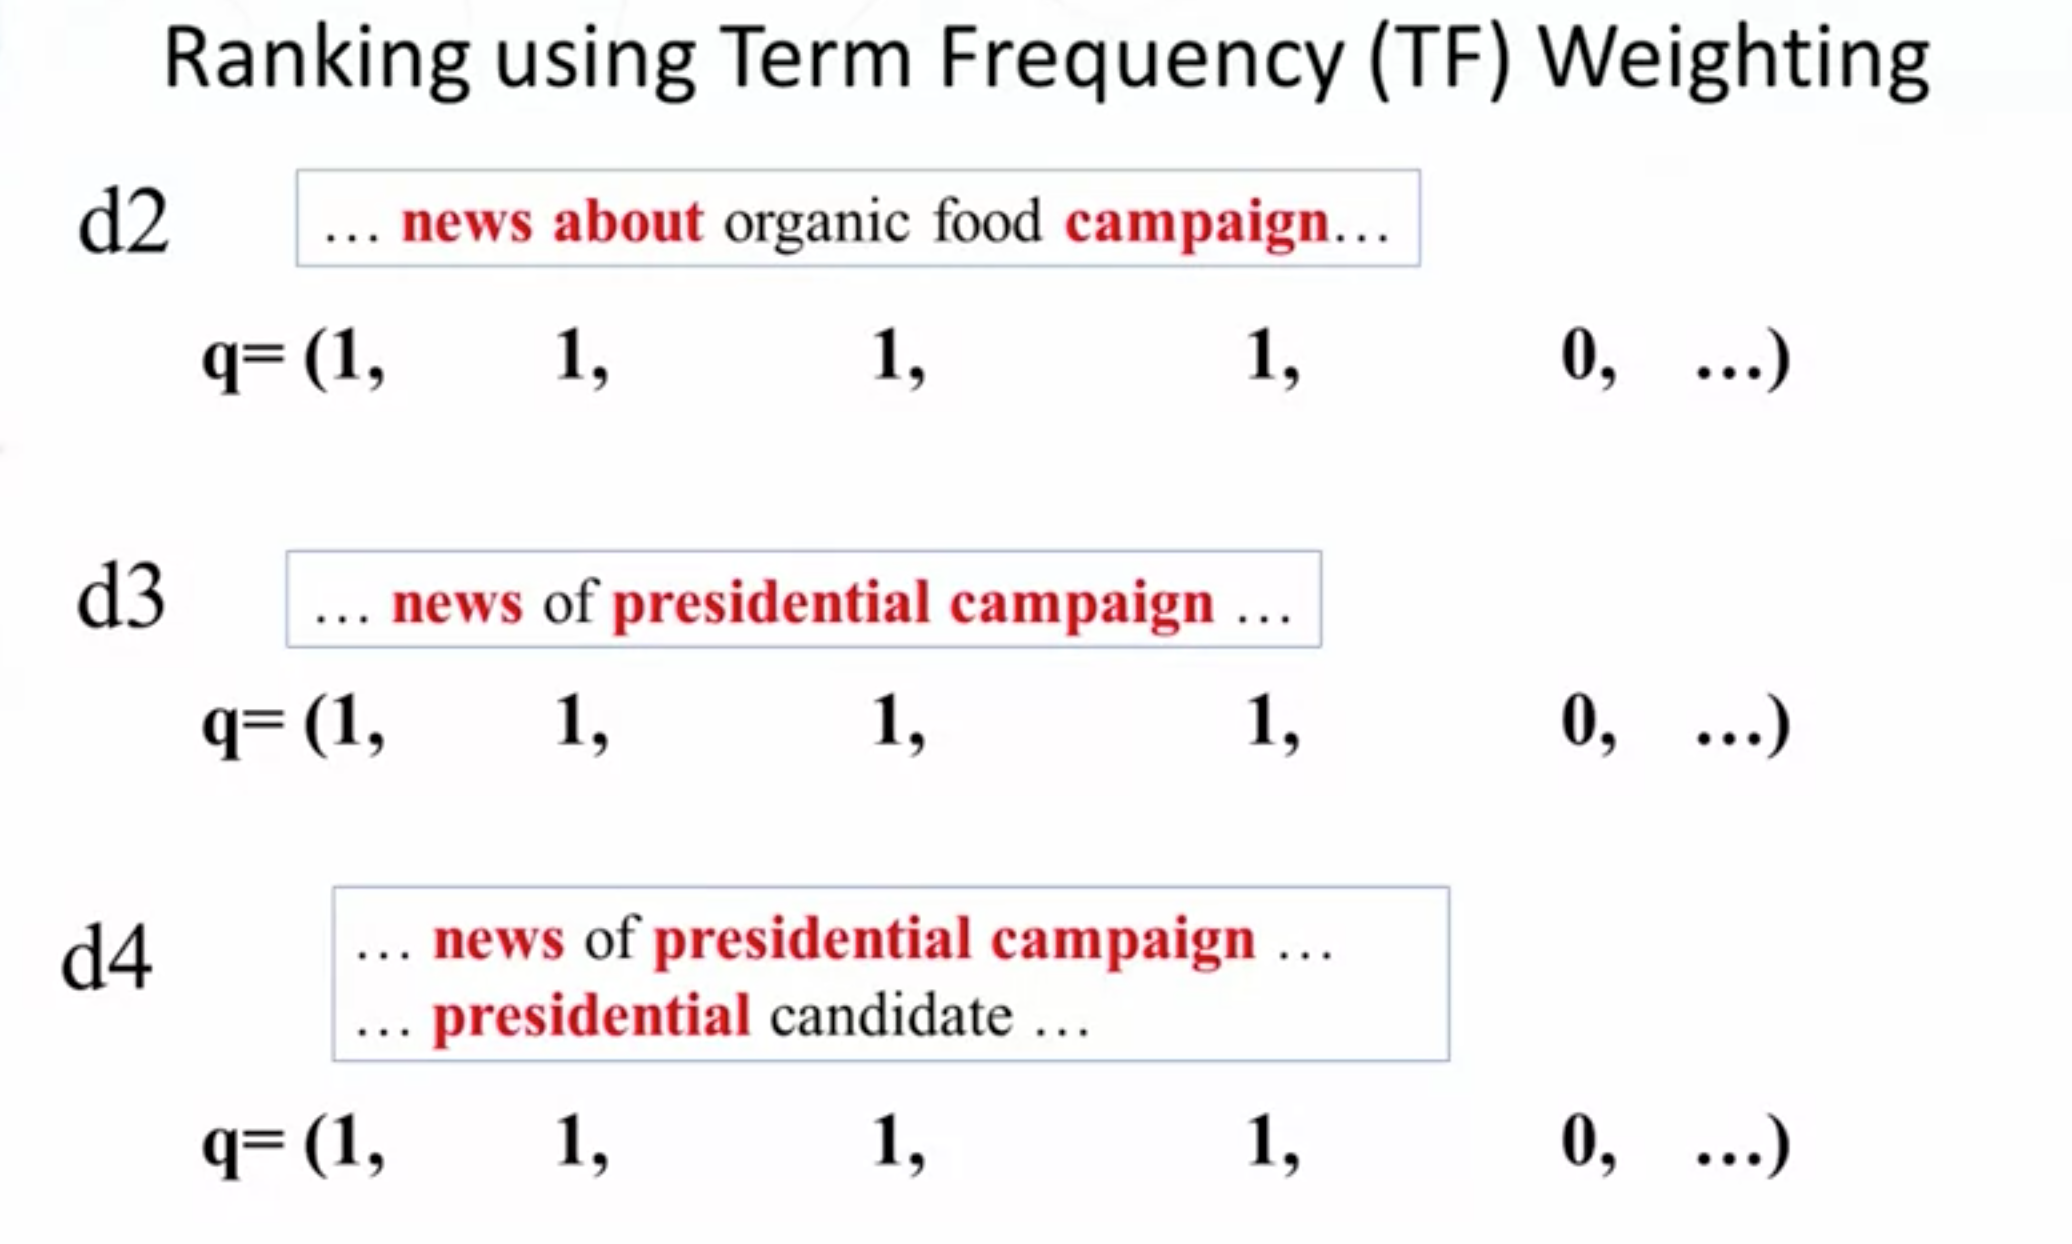 Ranking using Term Frequency (TF) Weighting
d2 … news about organic food campaign…
q= (1, 1, 1, 1, 0, …)
d3 … news of presidential campaign …
q= (1, 1, 1, 1, 0, …)
d4 … news of presidential campaign …
… presidential candidate …
q= (1, 1, 1, 1, 0, …)